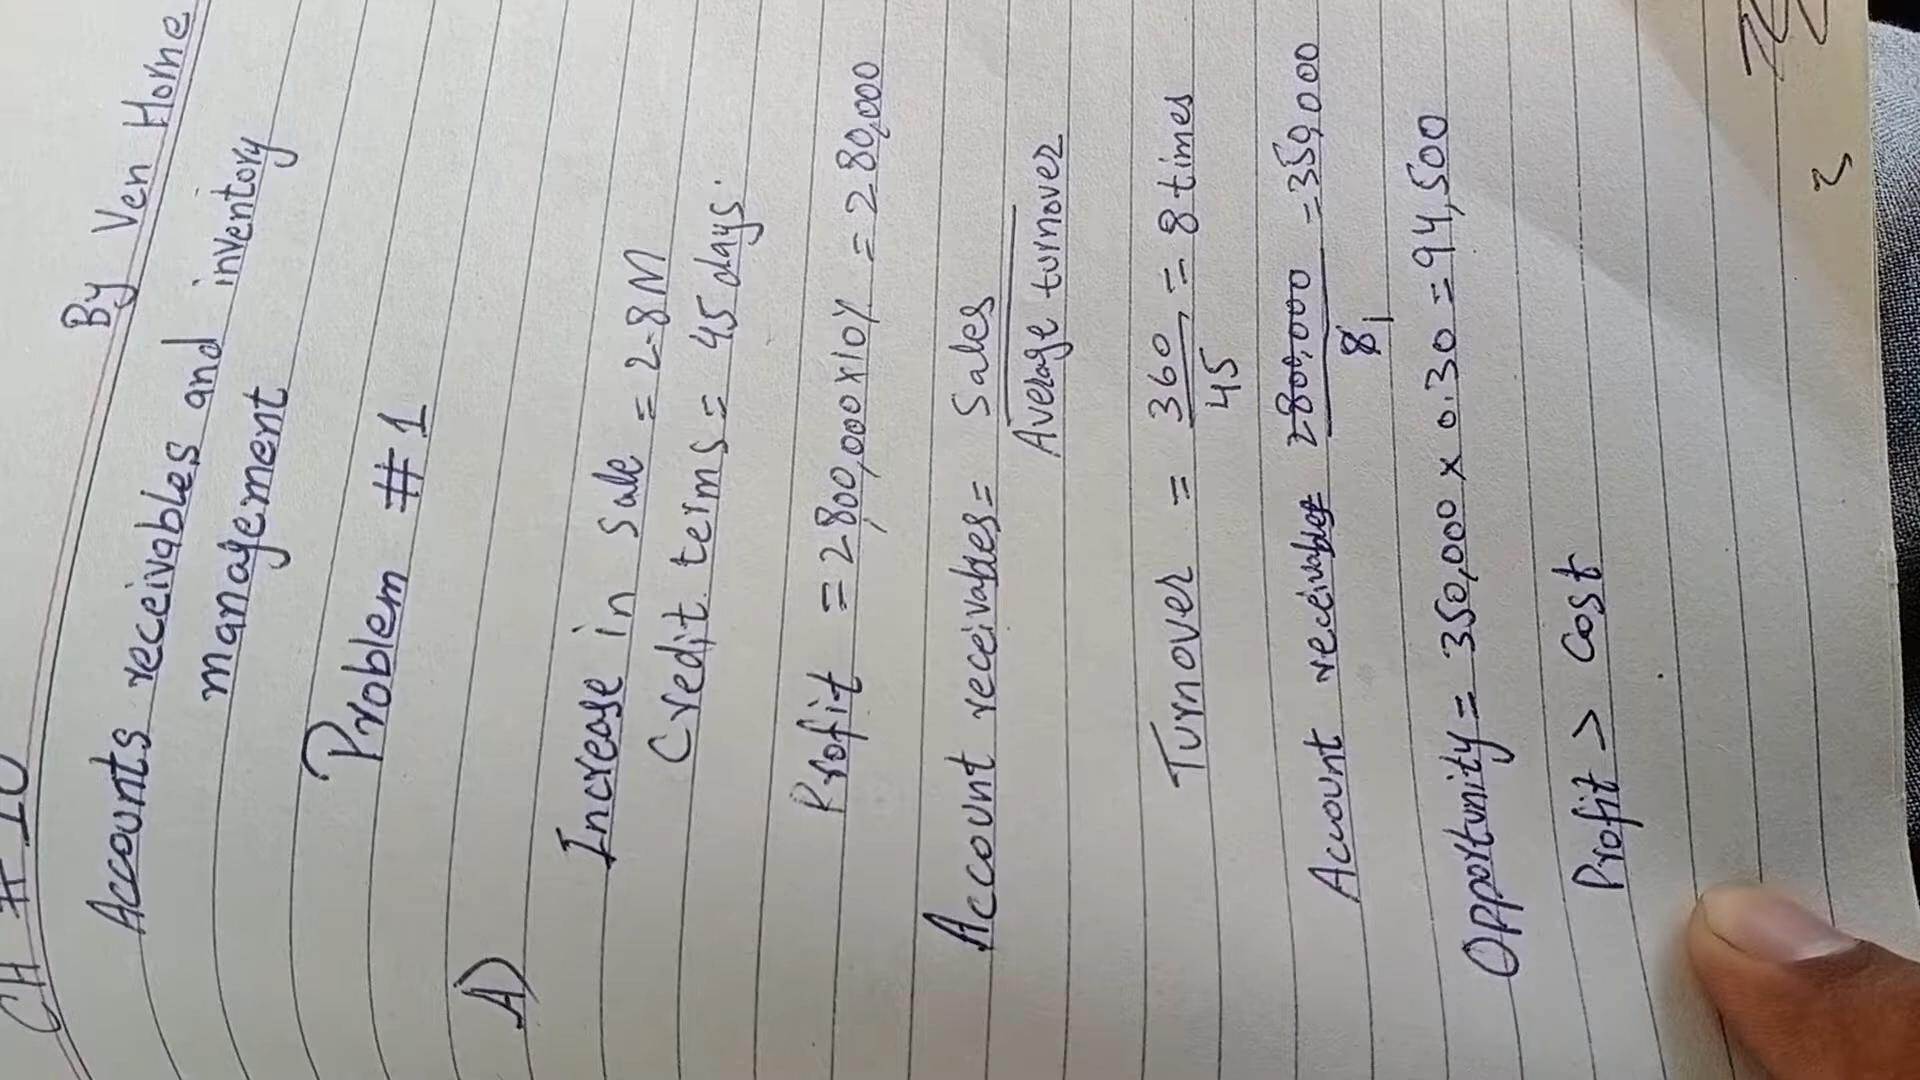 CH # 10
By Ven Horne
Accounts receivables and inventory
management
Problem # 1
A)
Increase in sale = 2.8M
Credit terms = 45 days.
Profit = 2800,000 x 10% = 280,000
Account receivables = Sales
Average turnover
Turnover = 360 = 8 times
45
Account receivables 2800,000 = 350,000
8
Opportunity = 350,000 x 0.30 = 94,500
Profit > Cost